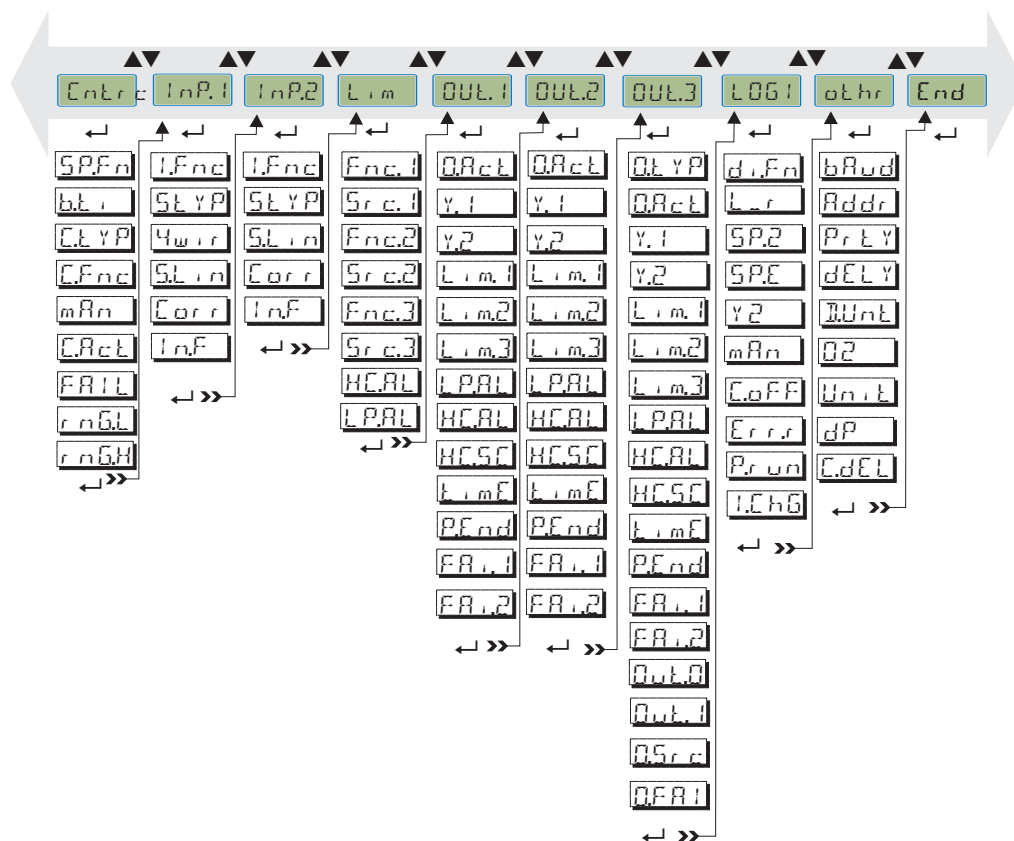 Cntr c InP.1 InP.2 Lim OUt.1 OUt.2 OUt.3 LOGI othr End
SP.Fn I.Fnc I.Fnc Fnc.1 O.Act O.Act O.tYP di.Fn bAud
b.ti StYP StYP Src.1 Y.1 Y.1 O.Act L_r Addr
C.tYP 4wir S.Lin Fnc.2 Y.2 Y.2 Y.1 SP.2 PrtY
C.Fnc S.Lin Corr Src.2 Lim.1 Lim.1 Y.2 SP.E dELY
mAn Corr In.F Fnc.3 Lim.2 Lim.2 Lim.1 Y2 D.Unt
C.Act In.F Src.3 Lim.3 Lim.3 Lim.2 mAn O2
FAIL HC.AL LP.AL LP.AL Lim.3 C.oFF Unit
rnG.L LP.AL HC.AL HC.AL LP.AL Err.r dP
rnG.H HC.SC HC.SC HC.AL P.run C.dEL
timE timE HC.SC I.ChG
P.End P.End timE
FAi.1 FAi.1 P.End
FAi.2 FAi.2 FAi.1
FAi.2
Out.0
Out.1
O.Src
O.FAI